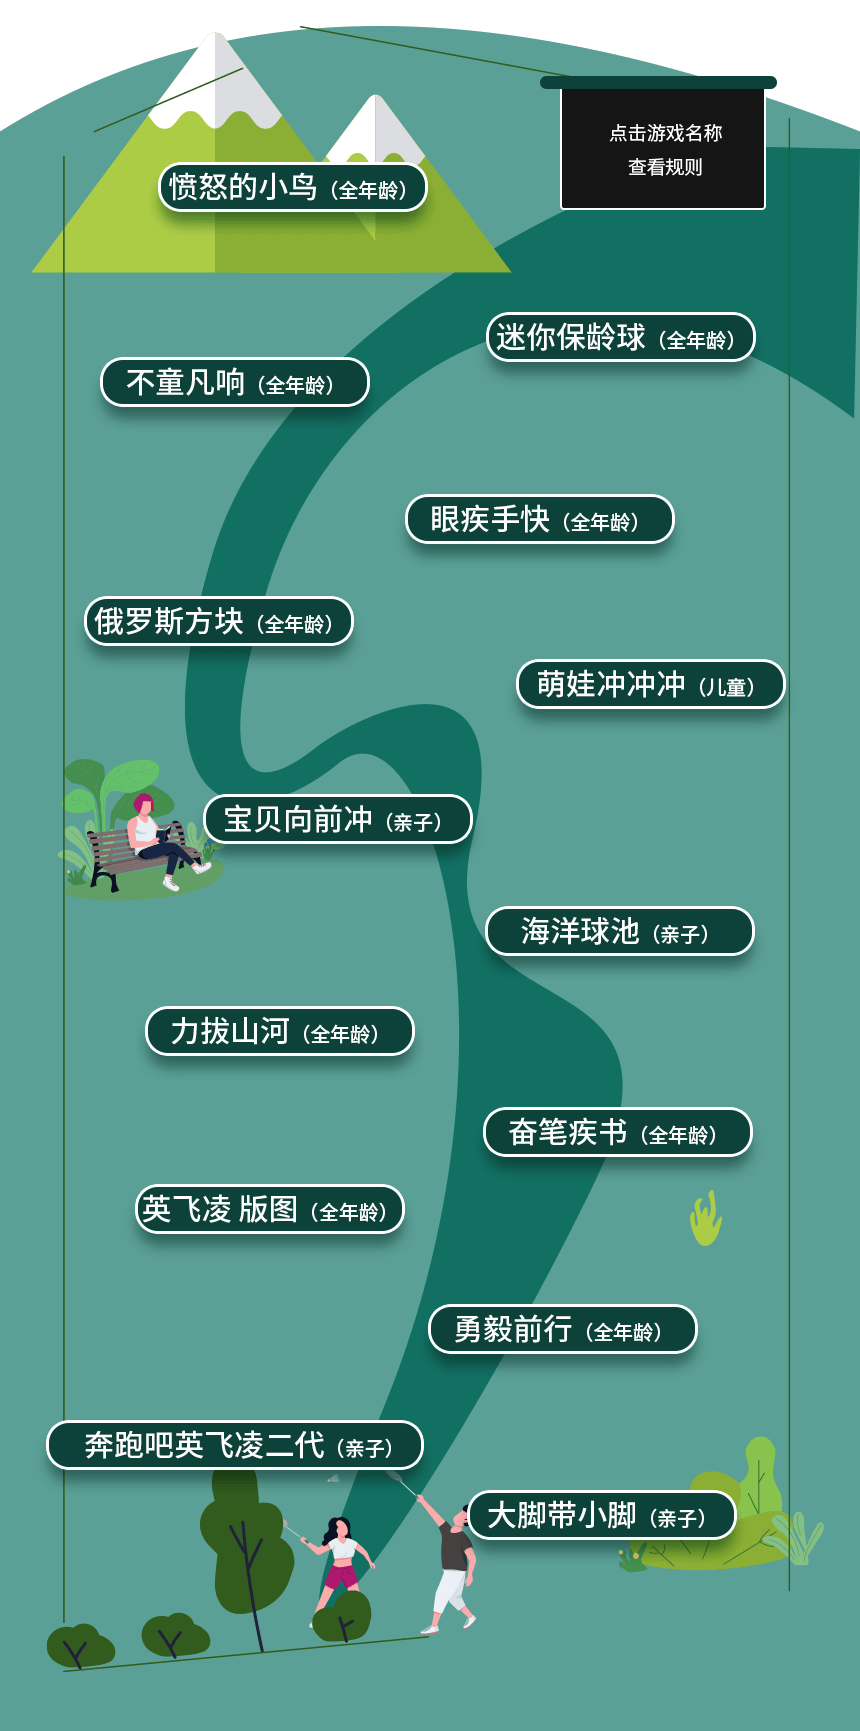 点击游戏名称
查看规则
愤怒的小鸟（全年龄）
迷你保龄球（全年龄）
不童凡响（全年龄）
眼疾手快（全年龄）
俄罗斯方块（全年龄）
萌娃冲冲冲（儿童）
宝贝向前冲（亲子）
海洋球池（亲子）
力拔山河（全年龄）
奋笔疾书（全年龄）
英飞凌 版图（全年龄）
勇毅前行（全年龄）
奔跑吧英飞凌二代（亲子）
大脚带小脚（亲子）